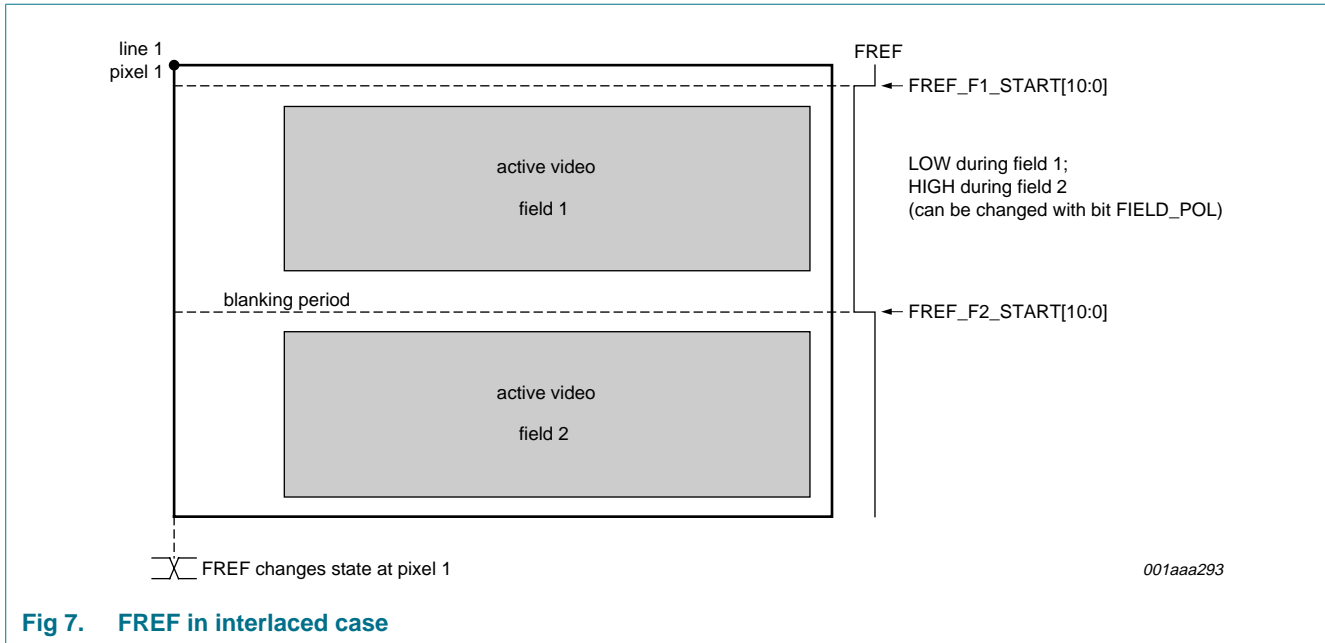 line 1
pixel 1
FREF
FREF_F1_START[10:0]
active video
field 1
LOW during field 1;
HIGH during field 2
(can be changed with bit FIELD_POL)
blanking period
FREF_F2_START[10:0]
active video
field 2
FREF changes state at pixel 1
001aaa293
Fig 7. FREF in interlaced case